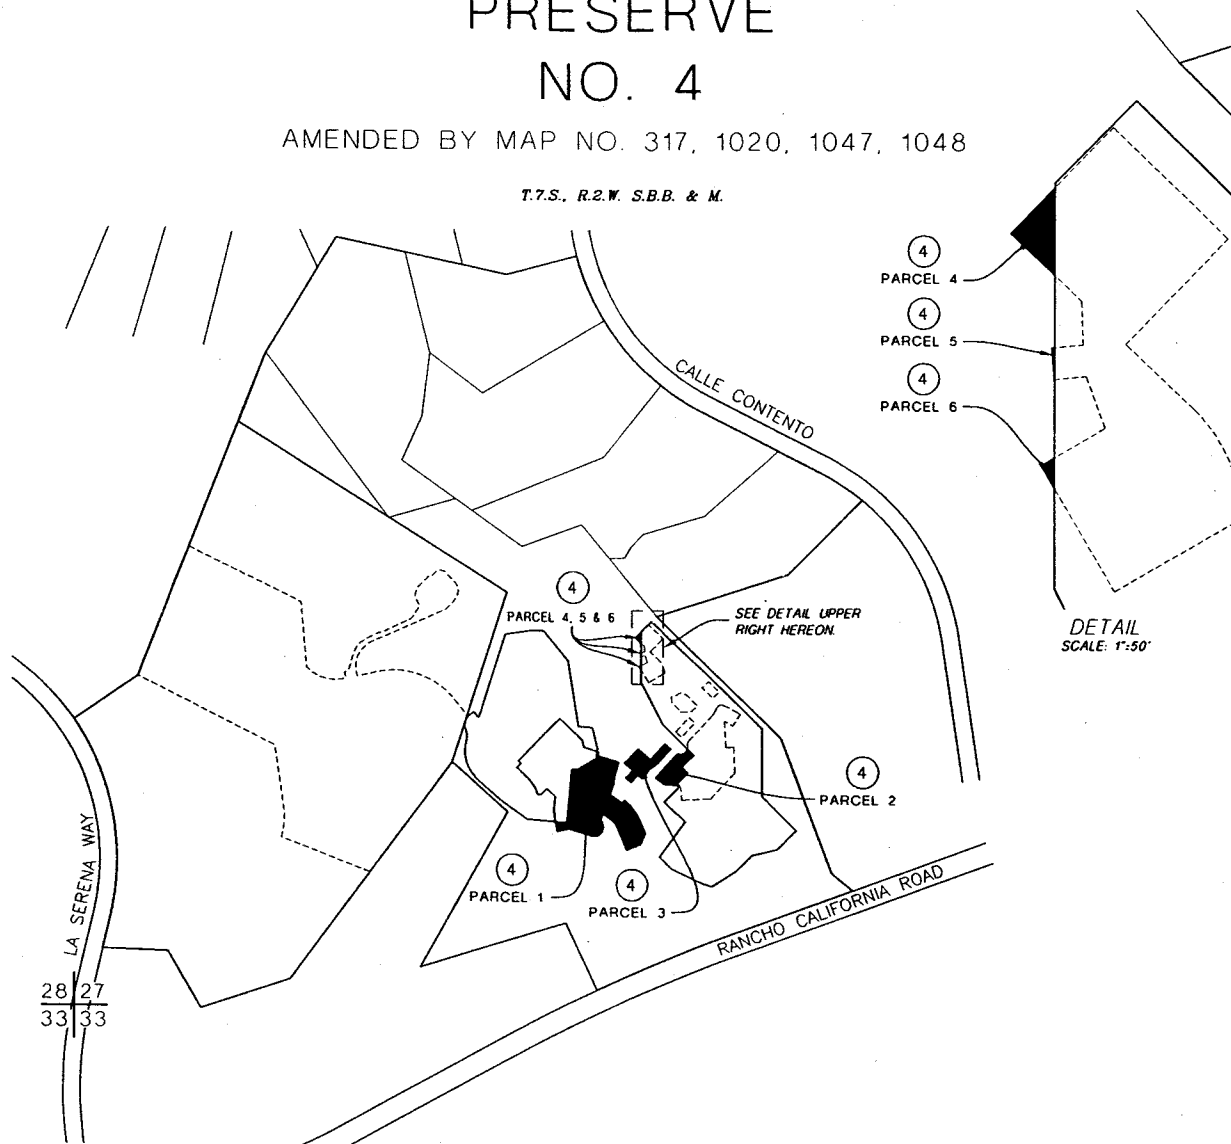 PRESERVE
NO. 4
AMENDED BY MAP NO. 317, 1020, 1047, 1048
T.7.S., R.2.W. S.B.B. & M.
4
PARCEL 4
4
PARCEL 5
4
PARCEL 6
DETAIL
SCALE: 1"=50'
CALLE CONTENTO
4
PARCEL 4, 5 & 6
SEE DETAIL UPPER
RIGHT HEREON.
4
PARCEL 2
4
PARCEL 1
4
PARCEL 3
LA SERENA WAY
RANCHO CALIFORNIA ROAD
28 27
33 33